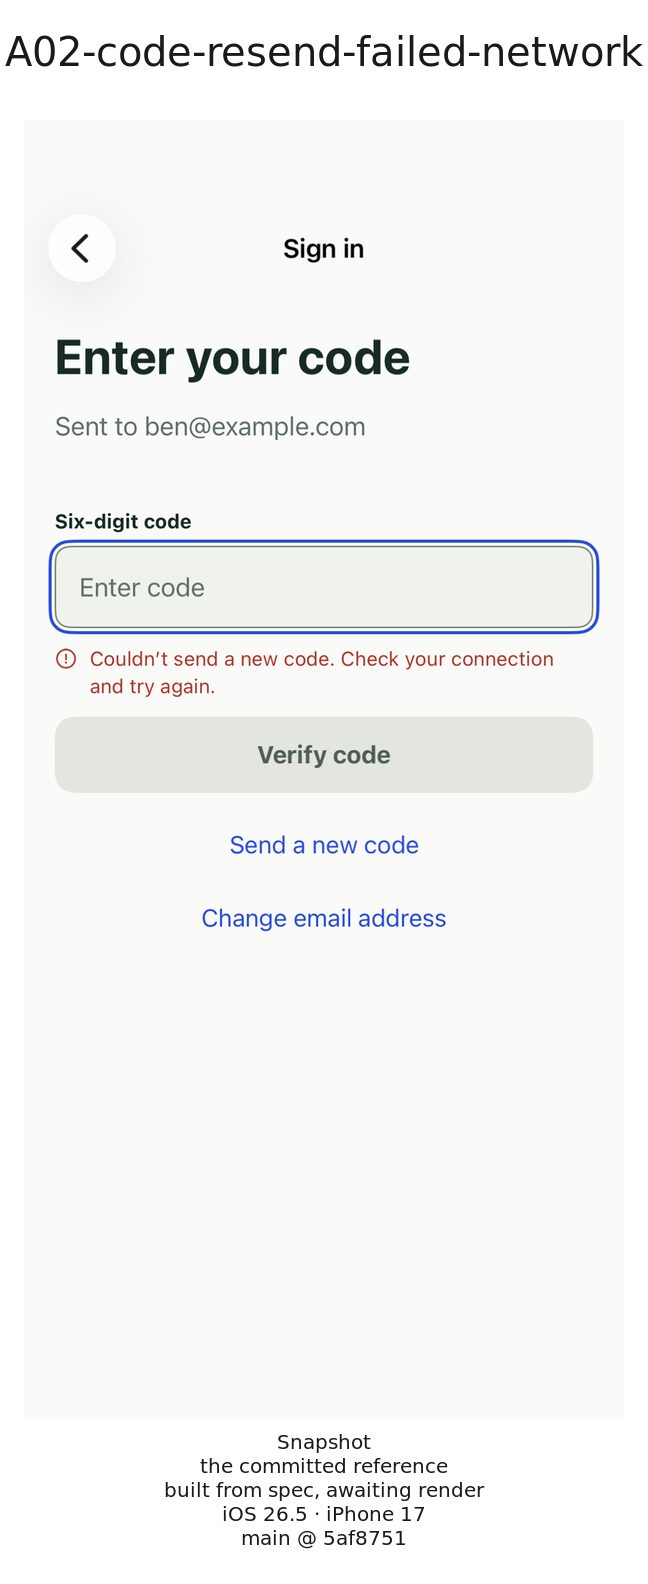 A02-code-resend-failed-network
Sign in
Enter your code
Sent to ben@example.com
Six-digit code
Enter code
Couldn’t send a new code. Check your connection
and try again.
Verify code
Send a new code
Change email address
Snapshot
the committed reference
built from spec, awaiting render
iOS 26.5 · iPhone 17
main @ 5af8751